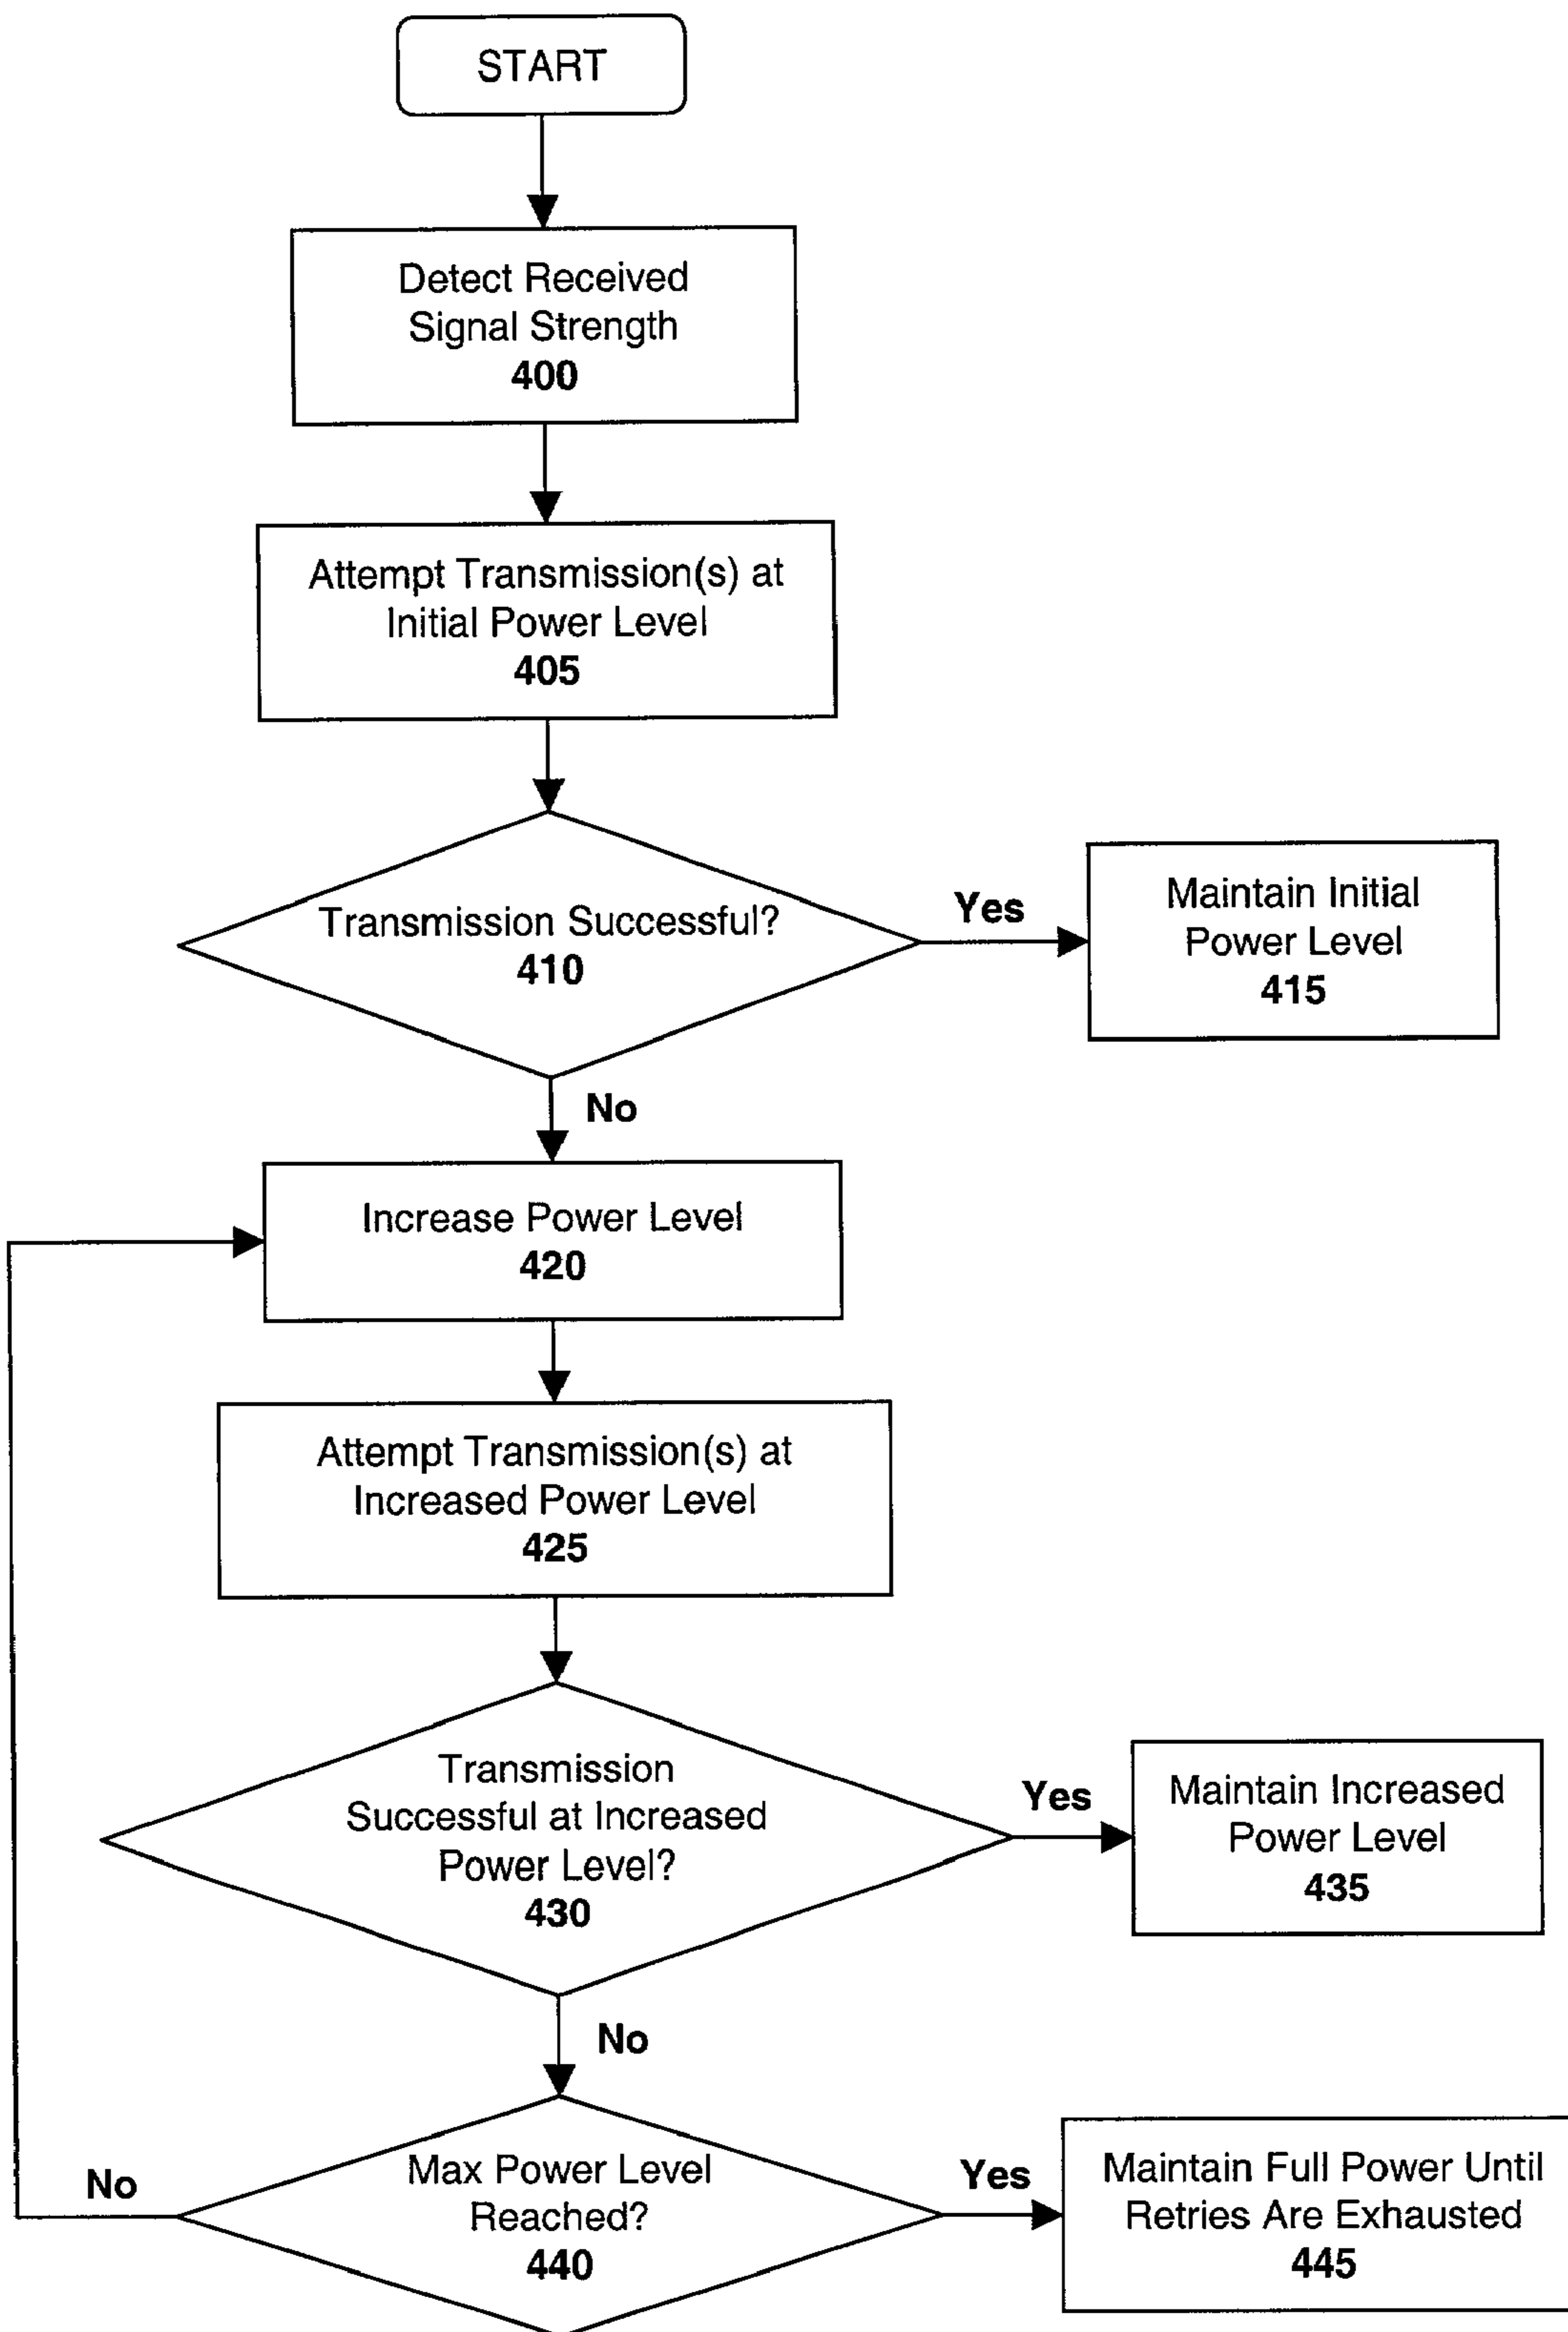 START
Detect Received
Signal Strength
400
Attempt Transmission(s) at
Initial Power Level
405
Transmission Successful?
410
Yes
Maintain Initial
Power Level
415
No
Increase Power Level
420
Attempt Transmission(s) at
Increased Power Level
425
Transmission
Successful at Increased
Power Level?
430
Yes
Maintain Increased
Power Level
435
No
Max Power Level
Reached?
440
No
Yes
Maintain Full Power Until
Retries Are Exhausted
445